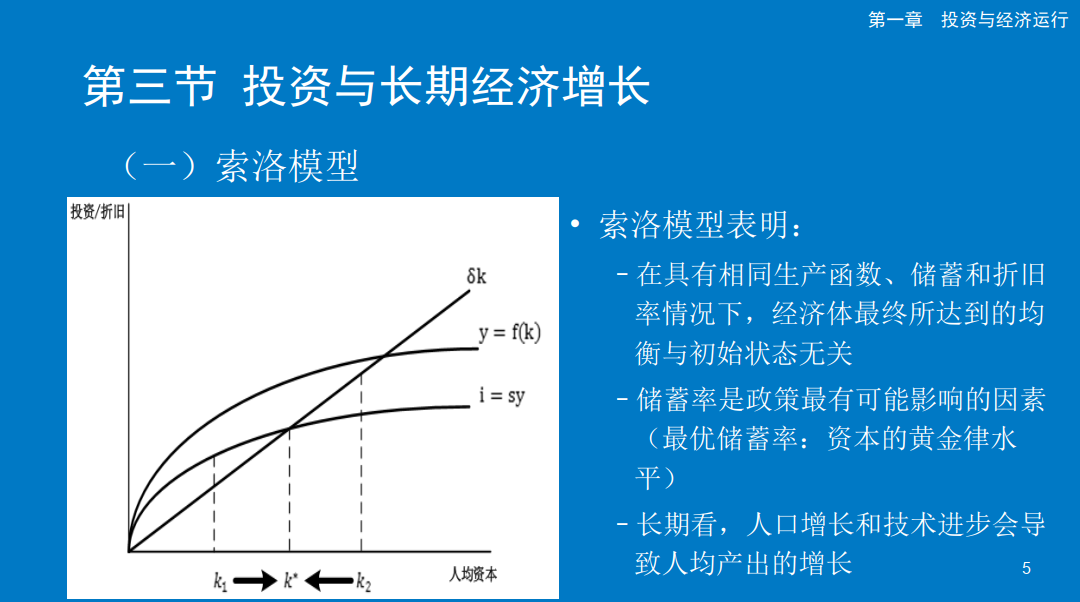 第一章 投资与经济运行
第三节 投资与长期经济增长
（一）索洛模型
投资/折旧
δk
y = f(k)
i = sy
k₁
k*
k₂
人均资本
• 索洛模型表明：
– 在具有相同生产函数、储蓄和折旧
率情况下，经济体最终所达到的均
衡与初始状态无关
– 储蓄率是政策最有可能影响的因素
（最优储蓄率：资本的黄金律水
平）
– 长期看，人口增长和技术进步会导
致人均产出的增长
5